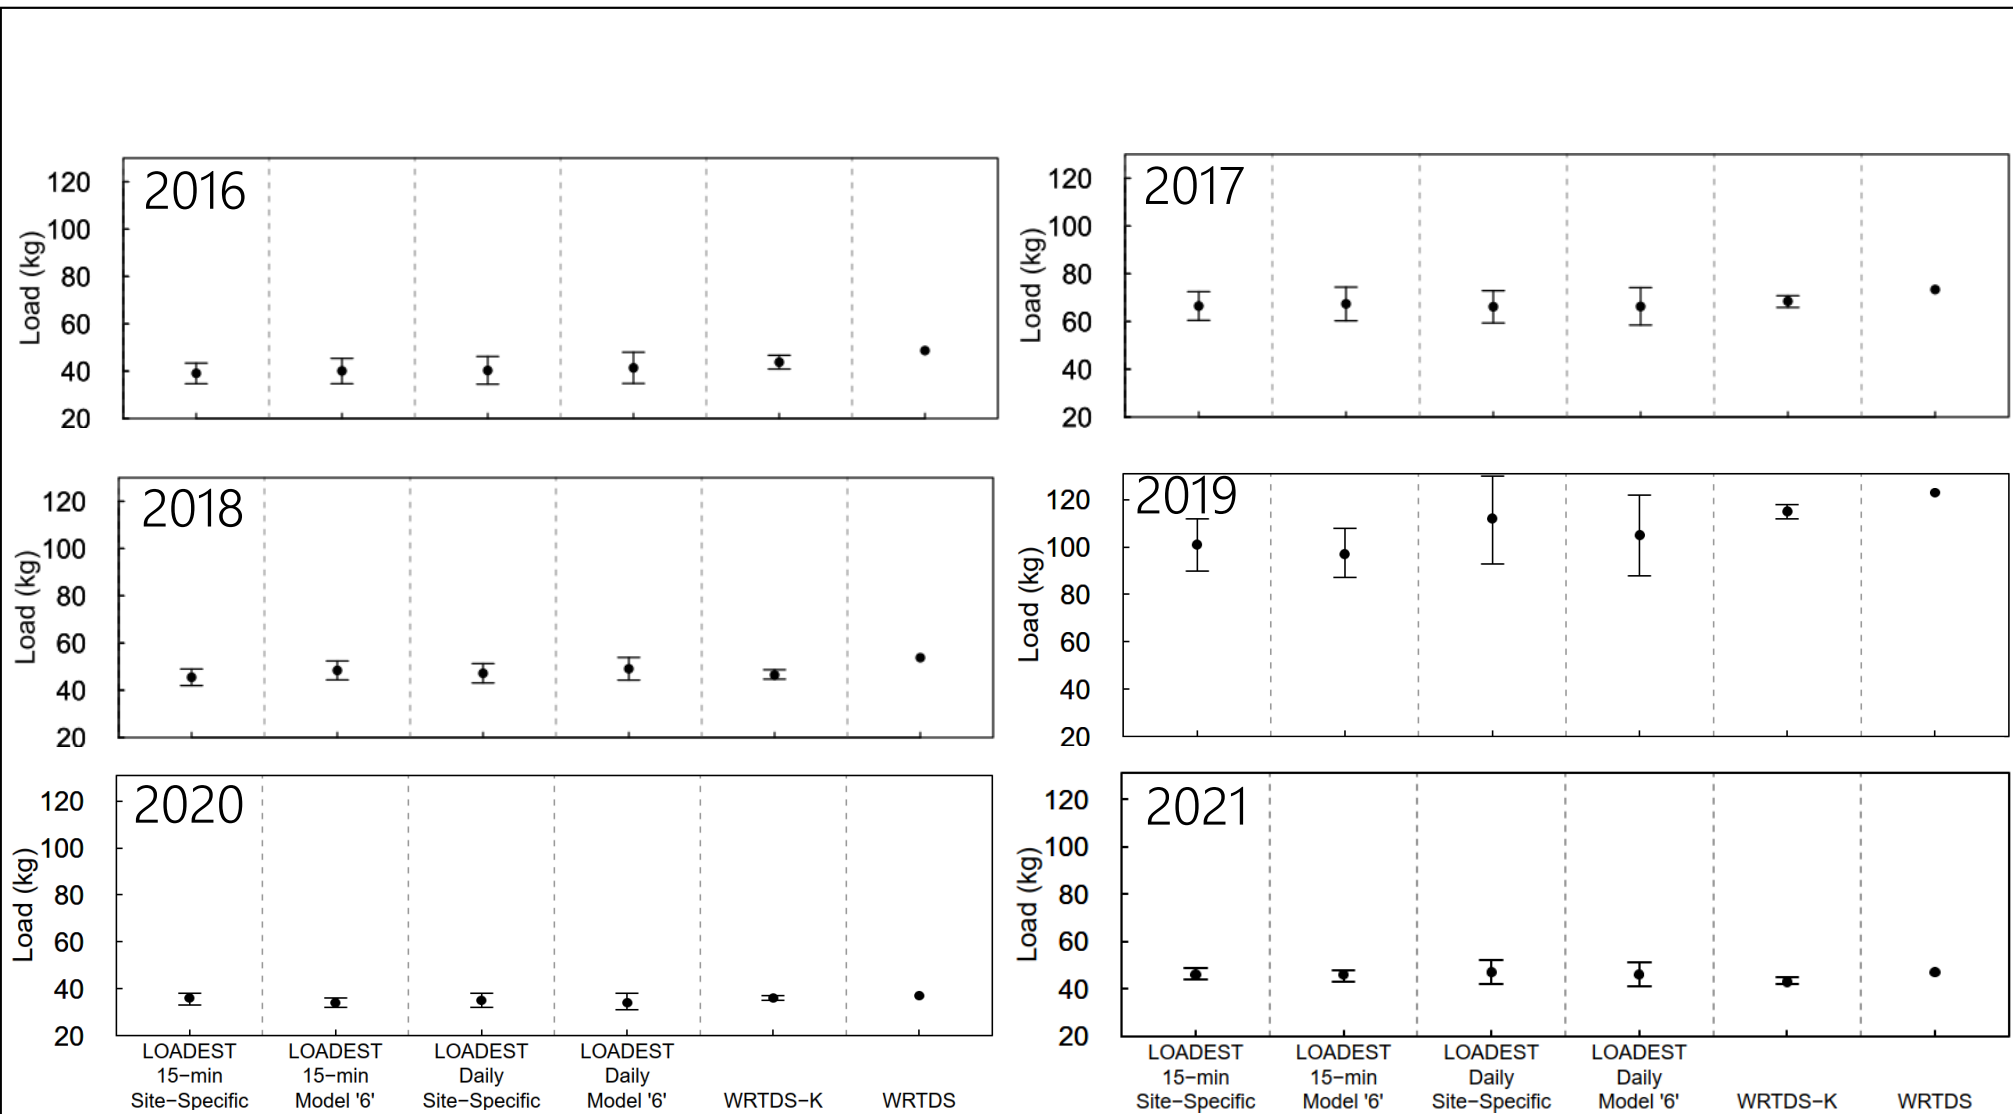 2016
120
100
80
60
40
20
Load (kg)
2017
120
100
80
60
40
20
Load (kg)
2018
120
100
80
60
40
20
Load (kg)
2019
120
100
80
60
40
20
Load (kg)
2020
120
100
80
60
40
20
Load (kg)
LOADEST
15−min
Site−Specific
LOADEST
15−min
Model '6'
LOADEST
Daily
Site−Specific
LOADEST
Daily
Model '6'
WRTDS−K
WRTDS
2021
120
100
80
60
40
20
Load (kg)
LOADEST
15−min
Site−Specific
LOADEST
15−min
Model '6'
LOADEST
Daily
Site−Specific
LOADEST
Daily
Model '6'
WRTDS−K
WRTDS